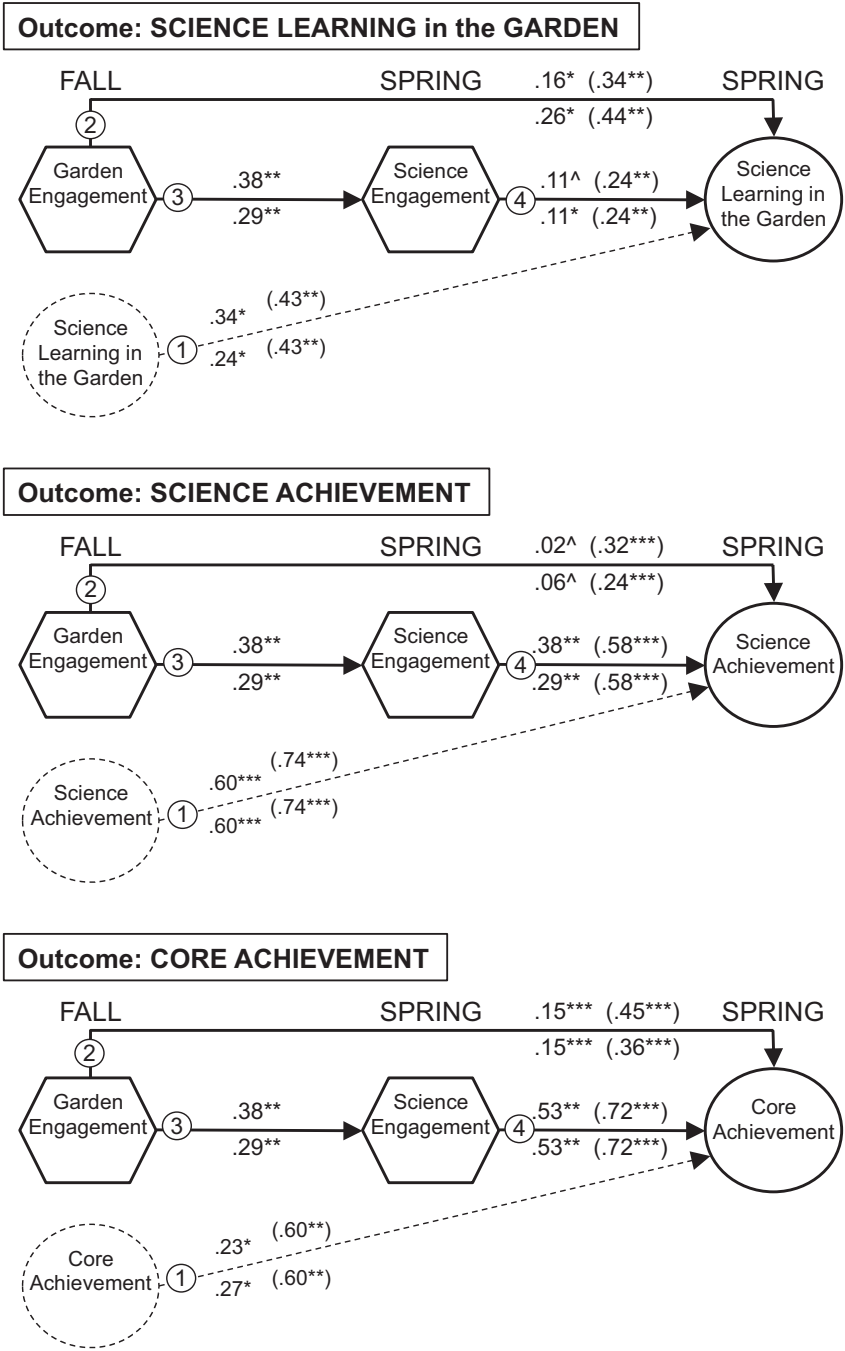 Outcome: SCIENCE LEARNING in the GARDEN
FALL
SPRING
.16* (.34**)
SPRING
.26* (.44**)
2
Garden
Engagement
3
.38**
.29**
Science
Engagement
4
.11^ (.24**)
.11* (.24**)
Science
Learning in
the Garden
Science
Learning in
the Garden
1
.34* (.43**)
.24* (.43**)
Outcome: SCIENCE ACHIEVEMENT
FALL
SPRING
.02^ (.32***)
SPRING
.06^ (.24***)
2
Garden
Engagement
3
.38**
.29**
Science
Engagement
4
.38** (.58***)
.29** (.58***)
Science
Achievement
Science
Achievement
1
.60*** (.74***)
.60*** (.74***)
Outcome: CORE ACHIEVEMENT
FALL
SPRING
.15*** (.45***)
SPRING
.15*** (.36***)
2
Garden
Engagement
3
.38**
.29**
Science
Engagement
4
.53** (.72***)
.53** (.72***)
Core
Achievement
Core
Achievement
1
.23* (.60**)
.27* (.60**)